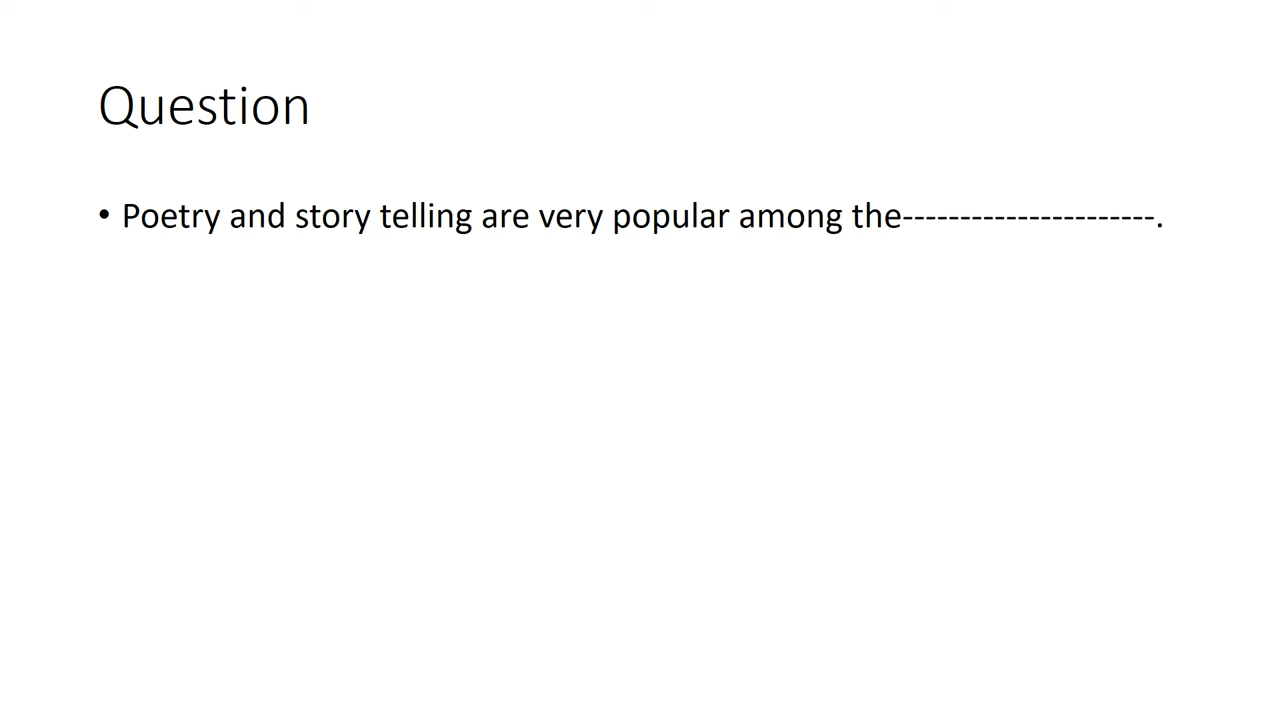 Question
• Poetry and story telling are very popular among the----------------------.